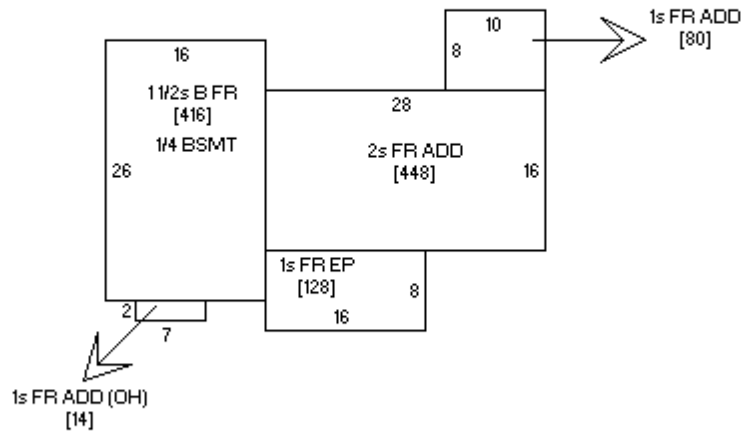 10
1s FR ADD
[80]
8
16
1 1/2s B FR
[416]
1/4 BSMT
28
2s FR ADD
[448]
26
16
1s FR EP
[128]
8
16
2
7
1s FR ADD (OH)
[14]